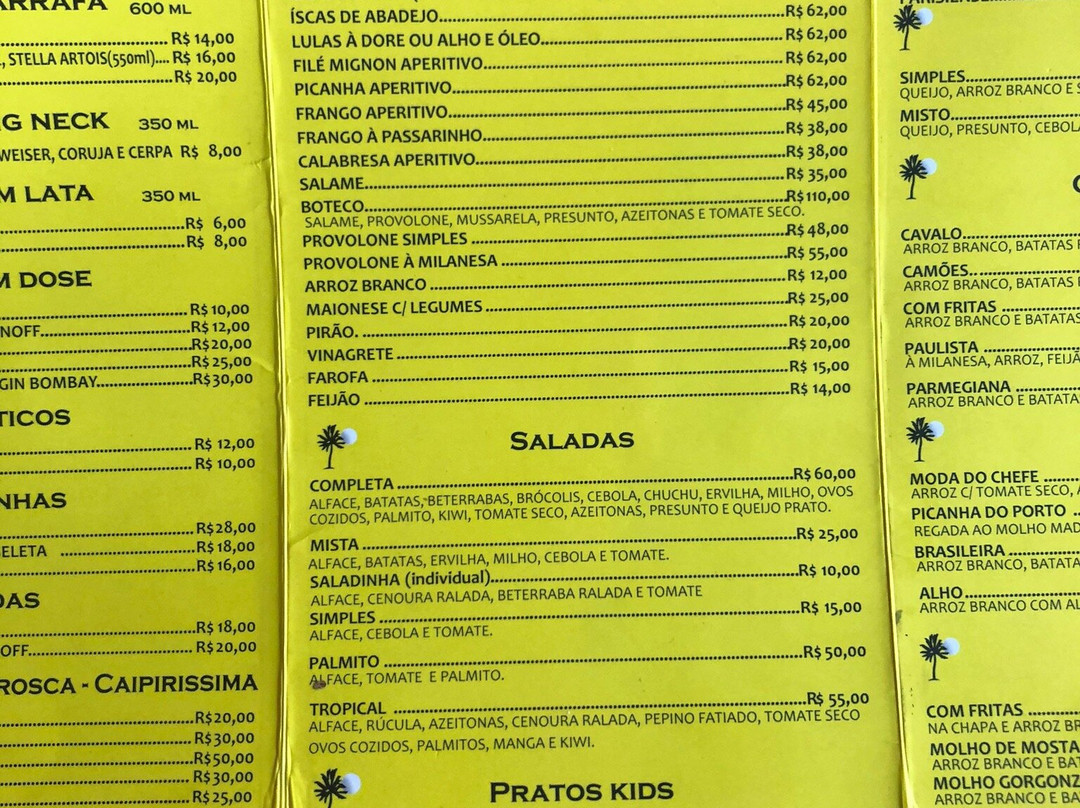 ARRAFA 600 ML
R$ 14,00
, STELLA ARTOIS(550ml).... R$ 16,00
R$ 20,00
G NECK 350 ML
WEISER, CORUJA E CERPA R$ 8,00
M LATA 350 ML
R$ 6,00
R$ 8,00
M DOSE
R$ 10,00
NOFF R$ 12,00
R$20,00
R$25,00
GIN BOMBAY R$30,00
TICOS
R$ 12,00
R$ 10,00
NHAS
R$28,00
SELETA R$ 18,00
R$ 16,00
DAS
R$ 18,00
OFF R$20,00
ROSCA - CAIPIRISSIMA
R$20,00
R$30,00
R$50,00
R$30,00
R$25,00
ÍSCAS DE ABADEJO R$ 62,00
LULAS À DORE OU ALHO E ÓLEO R$ 62,00
FILÉ MIGNON APERITIVO R$ 62,00
PICANHA APERITIVO R$ 62,00
FRANGO APERITIVO R$ 45,00
FRANGO À PASSARINHO R$ 38,00
CALABRESA APERITIVO R$ 38,00
SALAME R$ 35,00
BOTECO R$110,00
SALAME, PROVOLONE, MUSSARELA, PRESUNTO, AZEITONAS E TOMATE SECO.
PROVOLONE SIMPLES R$ 48,00
PROVOLONE À MILANESA R$ 55,00
ARROZ BRANCO R$ 12,00
MAIONESE C/ LEGUMES R$ 25,00
PIRÃO. R$ 20,00
VINAGRETE R$ 20,00
FAROFA R$ 15,00
FEIJÃO R$ 14,00
SALADAS
COMPLETA R$ 60,00
ALFACE, BATATAS, BETERRABAS, BRÓCOLIS, CEBOLA, CHUCHU, ERVILHA, MILHO, OVOS
COZIDOS, PALMITO, KIWI, TOMATE SECO, AZEITONAS, PRESUNTO E QUEIJO PRATO.
MISTA R$ 25,00
ALFACE, BATATAS, ERVILHA, MILHO, CEBOLA E TOMATE.
SALADINHA (individual) R$ 10,00
ALFACE, CENOURA RALADA, BETERRABA RALADA E TOMATE
SIMPLES R$ 15,00
ALFACE, CEBOLA E TOMATE.
PALMITO R$ 50,00
ALFACE, TOMATE E PALMITO.
TROPICAL R$ 55,00
ALFACE, RÚCULA, AZEITONAS, CENOURA RALADA, PEPINO FATIADO, TOMATE SECO
OVOS COZIDOS, PALMITOS, MANGA E KIWI.
PRATOS KIDS
SIMPLES
QUEIJO, ARROZ BRANCO E
MISTO
QUEIJO, PRESUNTO, CEBOLA
CAVALO
ARROZ BRANCO, BATATAS
CAMÕES
ARROZ BRANCO, BATATAS
COM FRITAS
ARROZ BRANCO E BATATAS
PAULISTA
À MILANESA, ARROZ, FEIJÃ
PARMEGIANA
ARROZ BRANCO E BATATA
MODA DO CHEFE
ARROZ C/ TOMATE SECO,
PICANHA DO PORTO
REGADA AO MOLHO MAD
BRASILEIRA
ARROZ BRANCO, BATATA
ALHO
ARROZ BRANCO COM AL
COM FRITAS
NA CHAPA E ARROZ BR
MOLHO DE MOSTA
ARROZ BRANCO E BAT
MOLHO GORGONZ
ARROZ BRANCO E BA